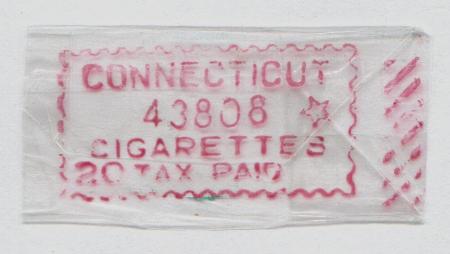 CONNECTICUT
43808
CIGARETTES
20 TAX PAID